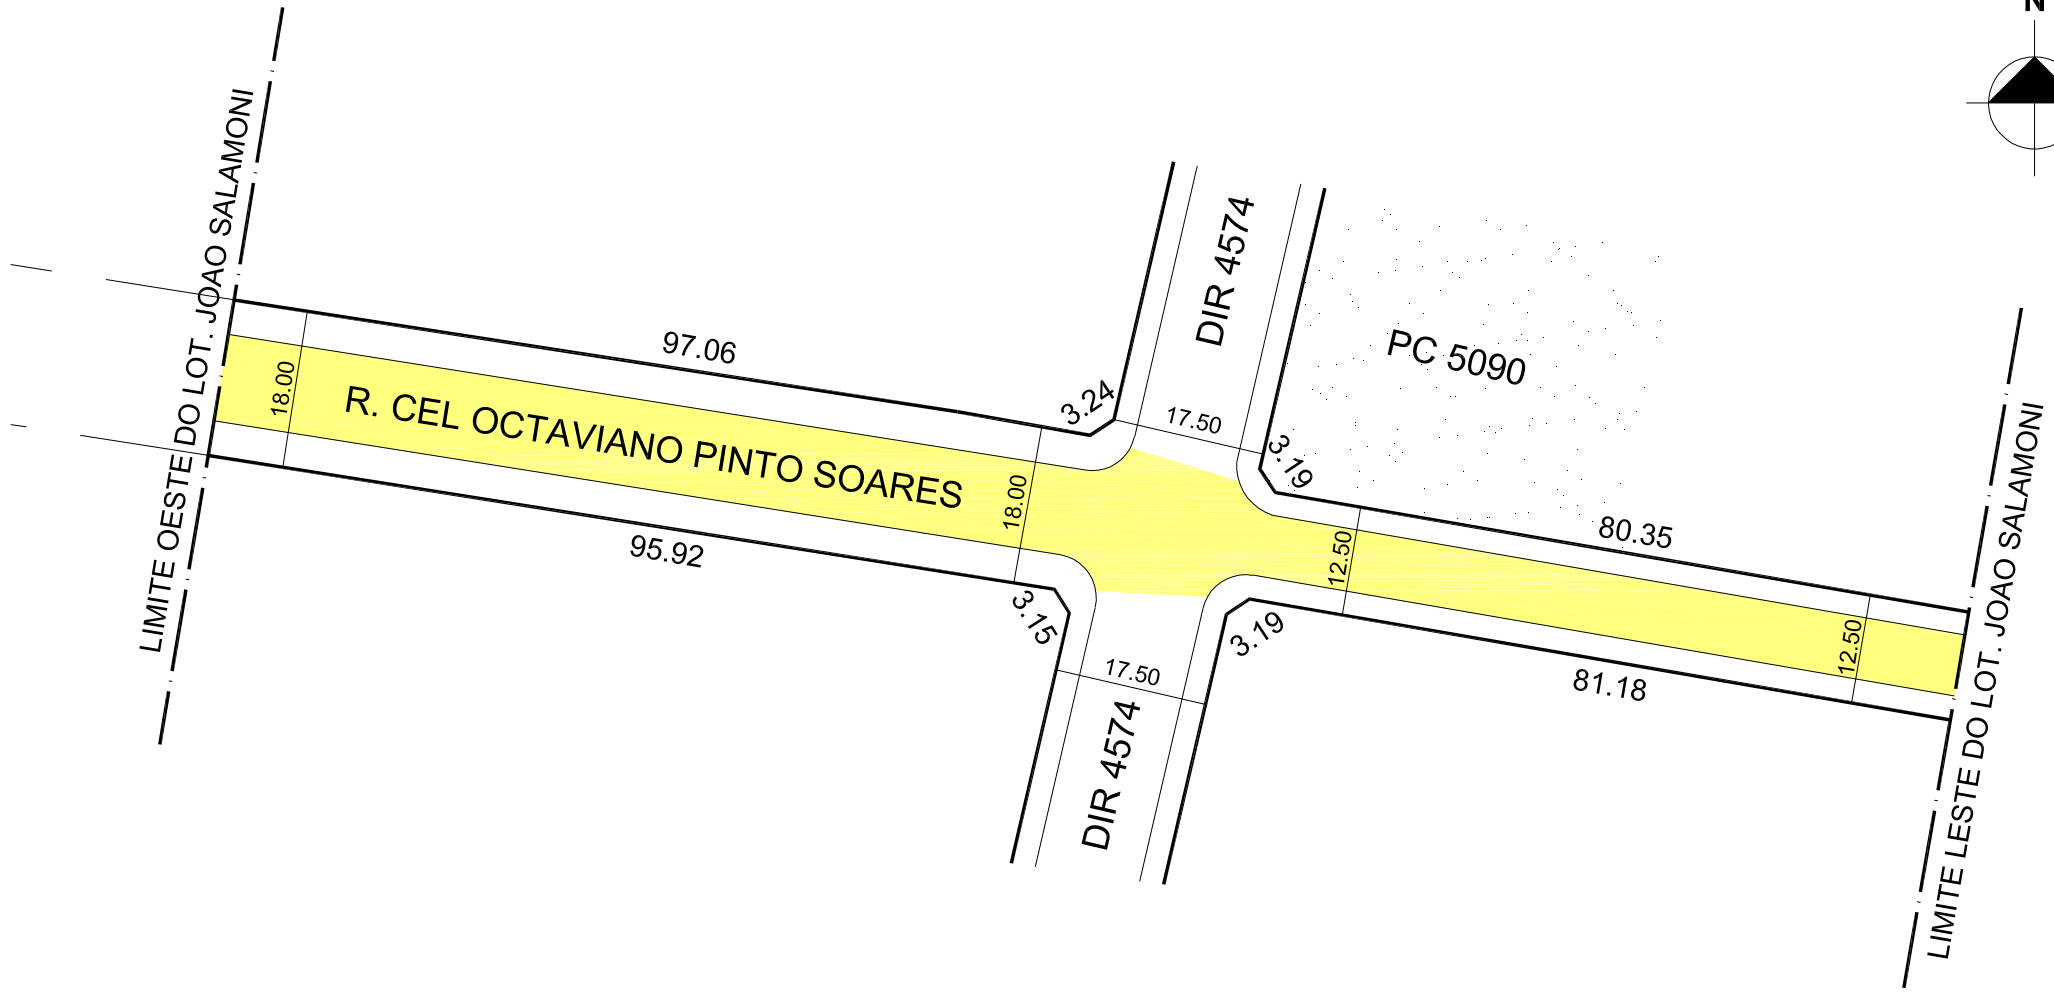 N
LIMITE OESTE DO LOT. JOAO SALAMONI
DIR 4574
97.06
PC 5090
18.00
R. CEL OCTAVIANO PINTO SOARES
3.24
17.50
3.19
18.00
12.50
80.35
LIMITE LESTE DO LOT. JOAO SALAMONI
95.92
3.15
3.19
12.50
17.50
81.18
DIR 4574